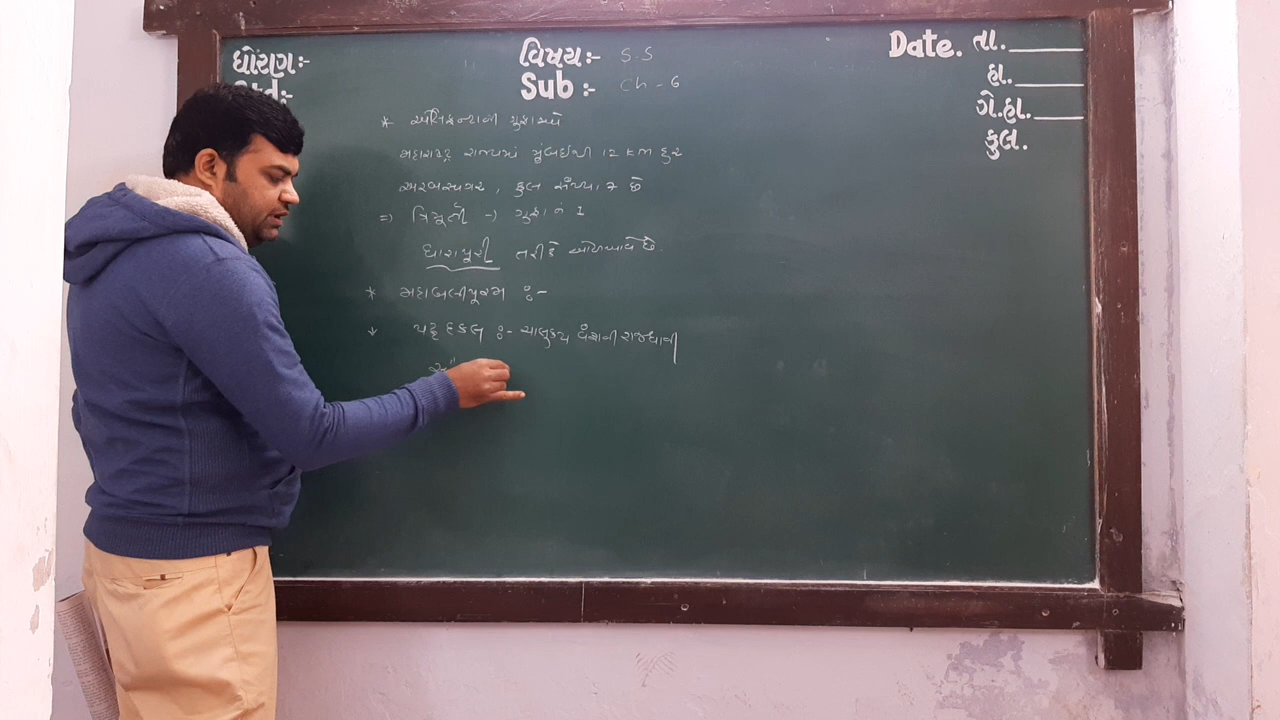 ધોરણ:-
વિષય:- S.S
Sub:- Ch - 6
Date. તા.
હા.
ગે.હા.
કુલ.
* એલિફન્ટાની ગુફાઓ
મહારાષ્ટ્ર રાજ્યમાં મુંબઈથી 12 KM દુર
અરબસાગર, કુલ સંખ્યા 7 છે
=> ત્રિમૂર્તી -> ગુફા નં 1
ધારાપુરી તરીકે ઓળખાય છે.
* મહાબલીપુરમ :-
* પટ્ટદકલ :- ચાલુક્ય વંશની રાજધાની